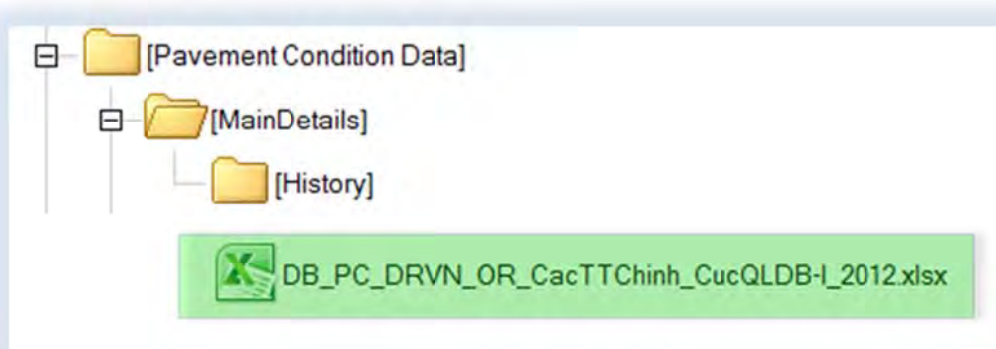 [Pavement Condition Data]
[MainDetails]
[History]
DB_PC_DRVN_OR_CacTTChinh_CucQLDB-I_2012.xlsx